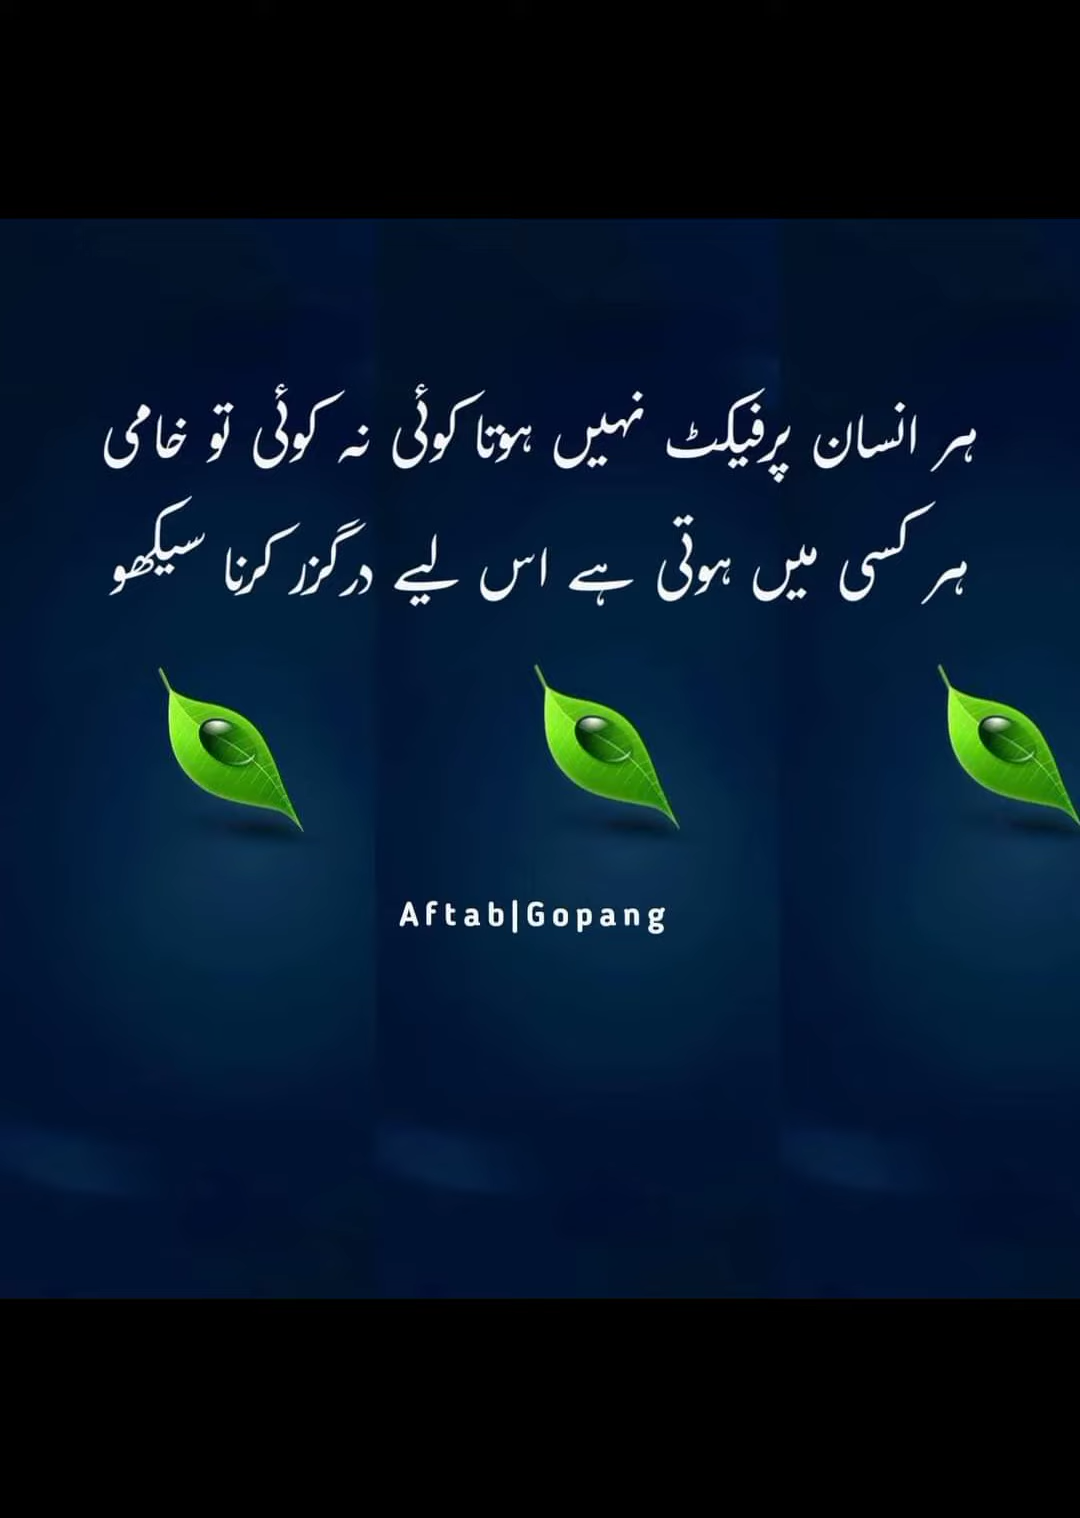 ہر انسان پرفیکٹ نہیں ہوتا کوئی نہ کوئی تو خامی
ہر کسی میں ہوتی ہے اس لیے درگزر کرنا سیکھو
Aftab|Gopang